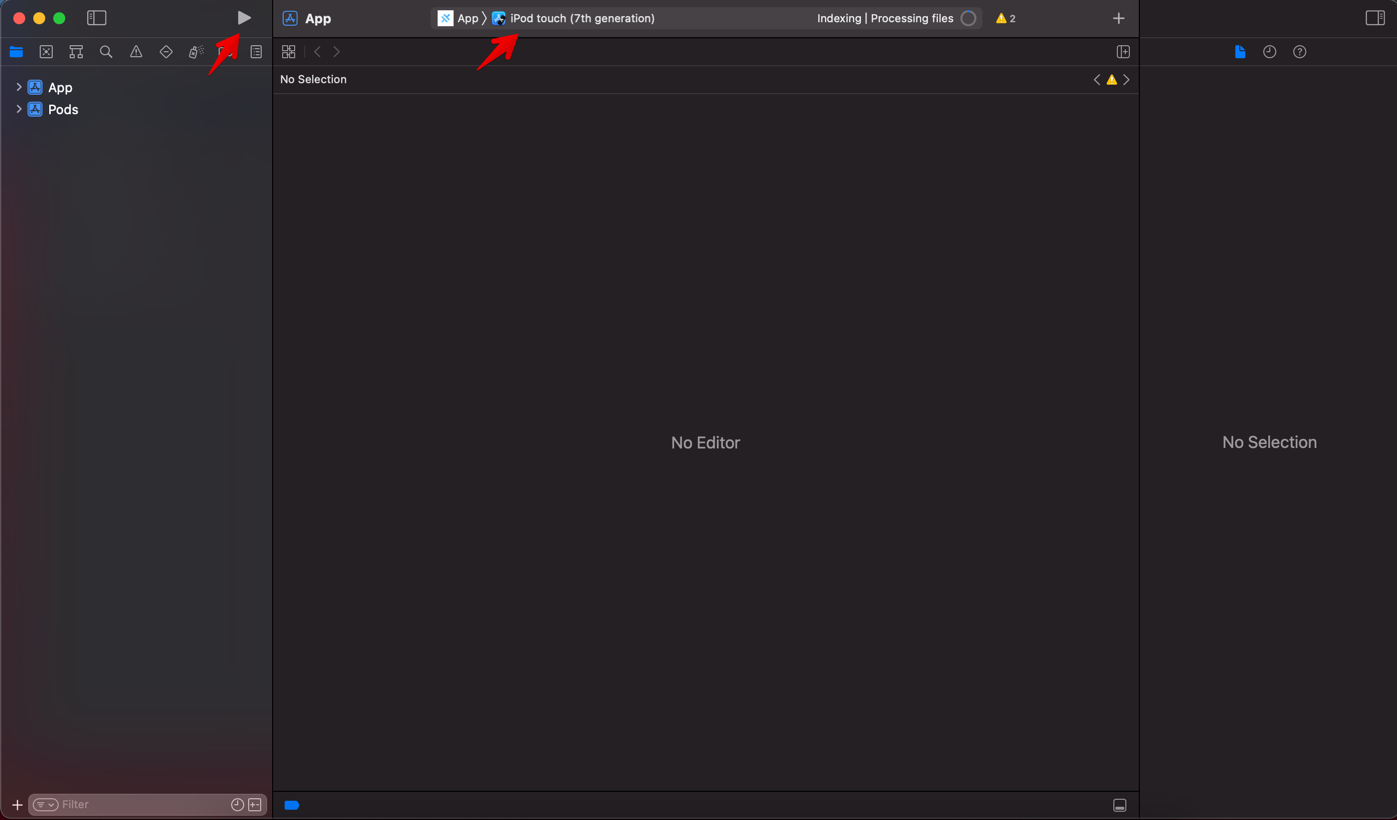 App
App 〉 iPod touch (7th generation)
Indexing | Processing files
2
No Selection
App
Pods
No Editor
No Selection
Filter